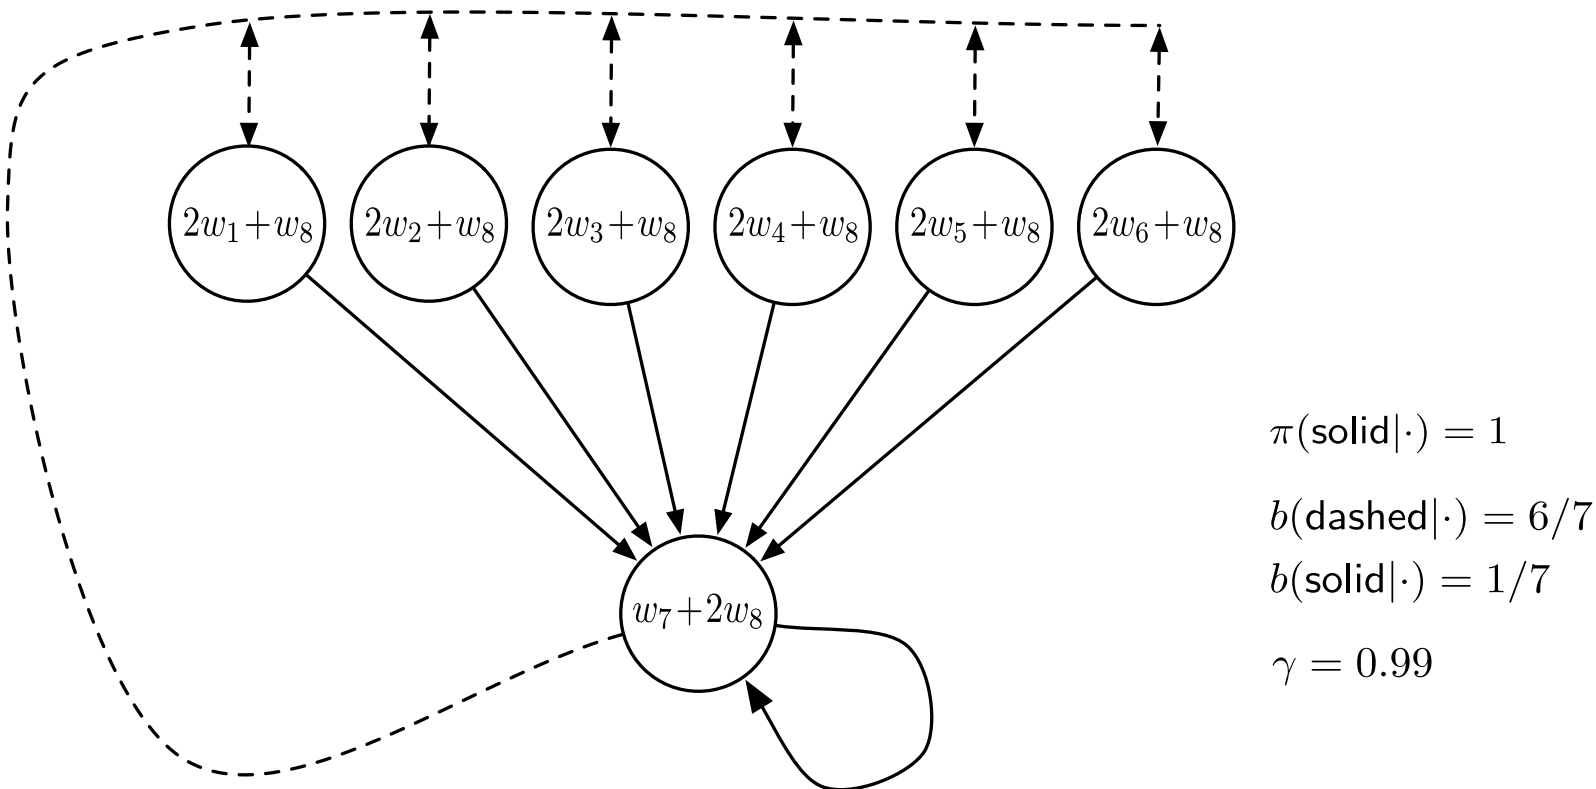 2w₁+w₈ 2w₂+w₈ 2w₃+w₈ 2w₄+w₈ 2w₅+w₈ 2w₆+w₈
π(solid|·) = 1
b(dashed|·) = 6/7
b(solid|·) = 1/7
w₇+2w₈
γ = 0.99